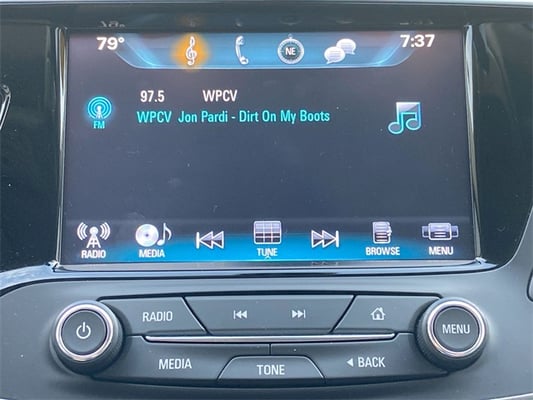 79° NE 7:37
97.5 WPCV
FM WPCV Jon Pardi - Dirt On My Boots
RADIO MEDIA TUNE BROWSE MENU
RADIO
MENU
MEDIA TONE BACK